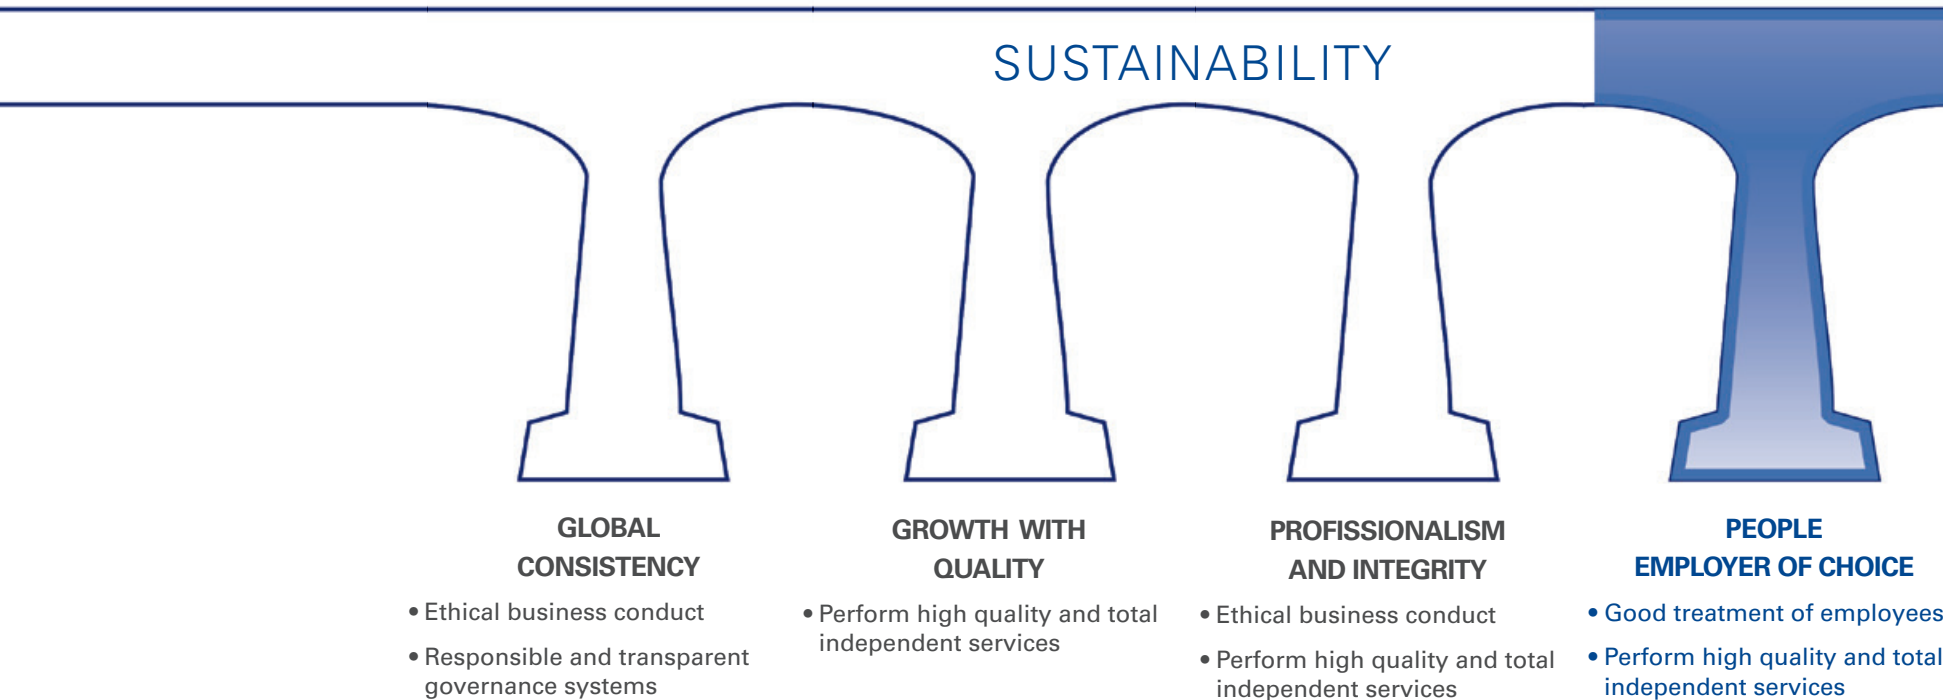 SUSTAINABILITY
GLOBAL
CONSISTENCY
• Ethical business conduct
• Responsible and transparent
governance systems
GROWTH WITH
QUALITY
• Perform high quality and total
independent services
PROFISSIONALISM
AND INTEGRITY
• Ethical business conduct
• Perform high quality and total
independent services
PEOPLE
EMPLOYER OF CHOICE
• Good treatment of employees
• Perform high quality and total
independent services